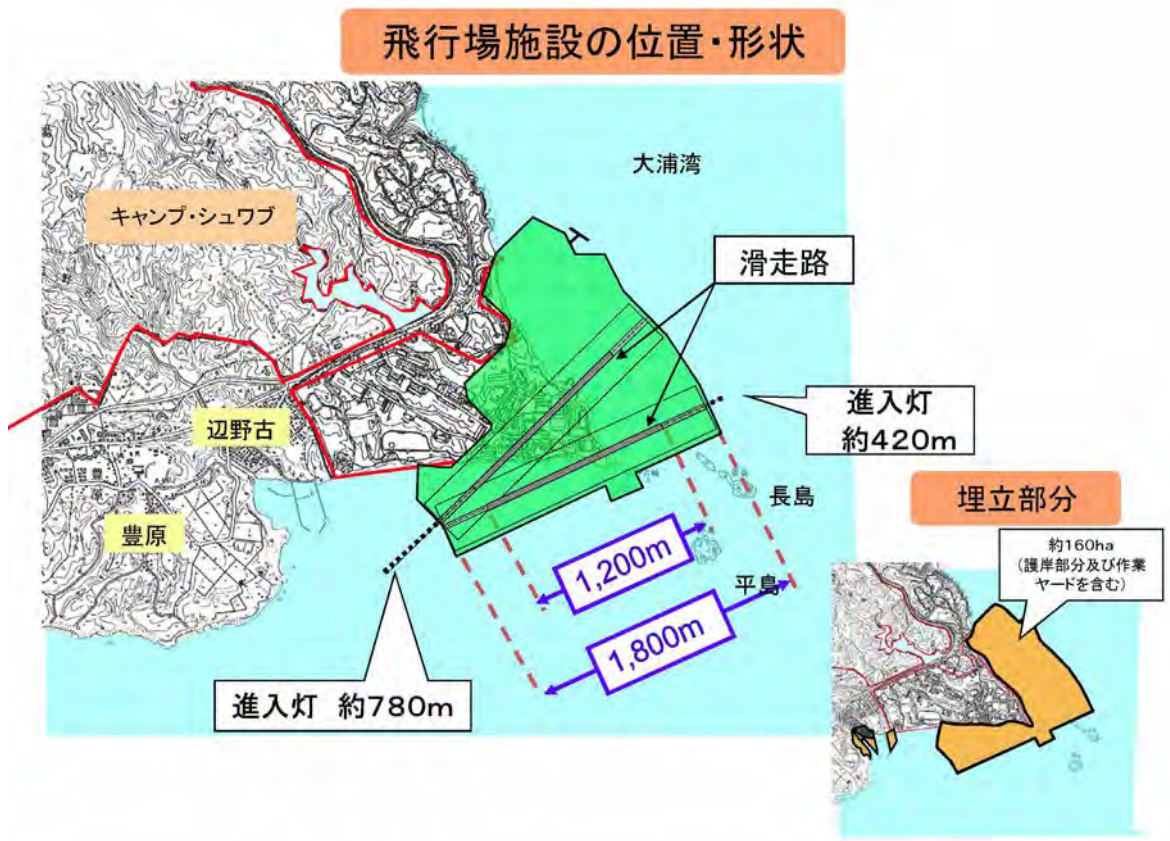 飛行場施設の位置・形状
大浦湾
キャンプ・シュワブ
滑走路
進入灯
約420m
辺野古
長島
豊原
埋立部分
約160ha
(護岸部分及び作業
ヤードを含む)
1,200m
平島
1,800m
進入灯 約780m